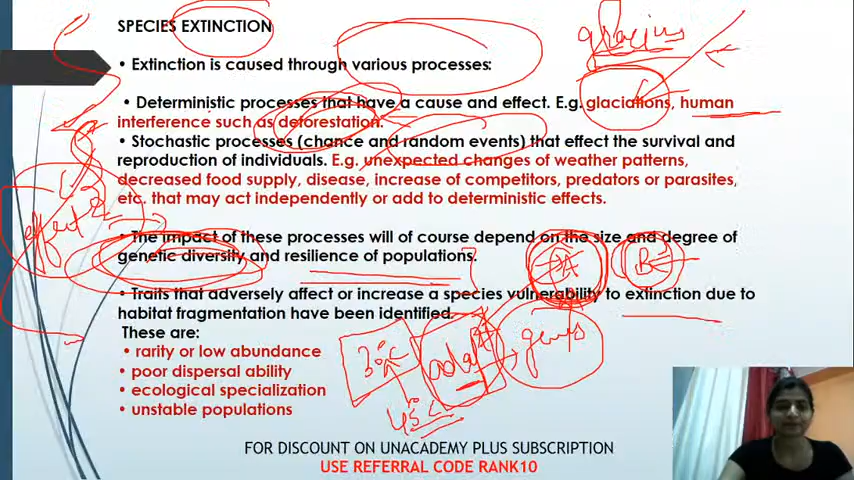 SPECIES EXTINCTION
• Extinction is caused through various processes:
• Deterministic processes that have a cause and effect. E.g. glaciations, human
interference such as deforestation.
• Stochastic processes (chance and random events) that effect the survival and
reproduction of individuals. E.g. unexpected changes of weather patterns,
decreased food supply, disease, increase of competitors, predators or parasites,
etc. that may act independently or add to deterministic effects.
• The impact of these processes will of course depend on the size and degree of
genetic diversity and resilience of populations.
• Traits that adversely affect or increase a species vulnerability to extinction due to
habitat fragmentation have been identified.
These are:
• rarity or low abundance
• poor dispersal ability
• ecological specialization
• unstable populations
effect
A
B
FOR DISCOUNT ON UNACADEMY PLUS SUBSCRIPTION
USE REFERRAL CODE RANK10